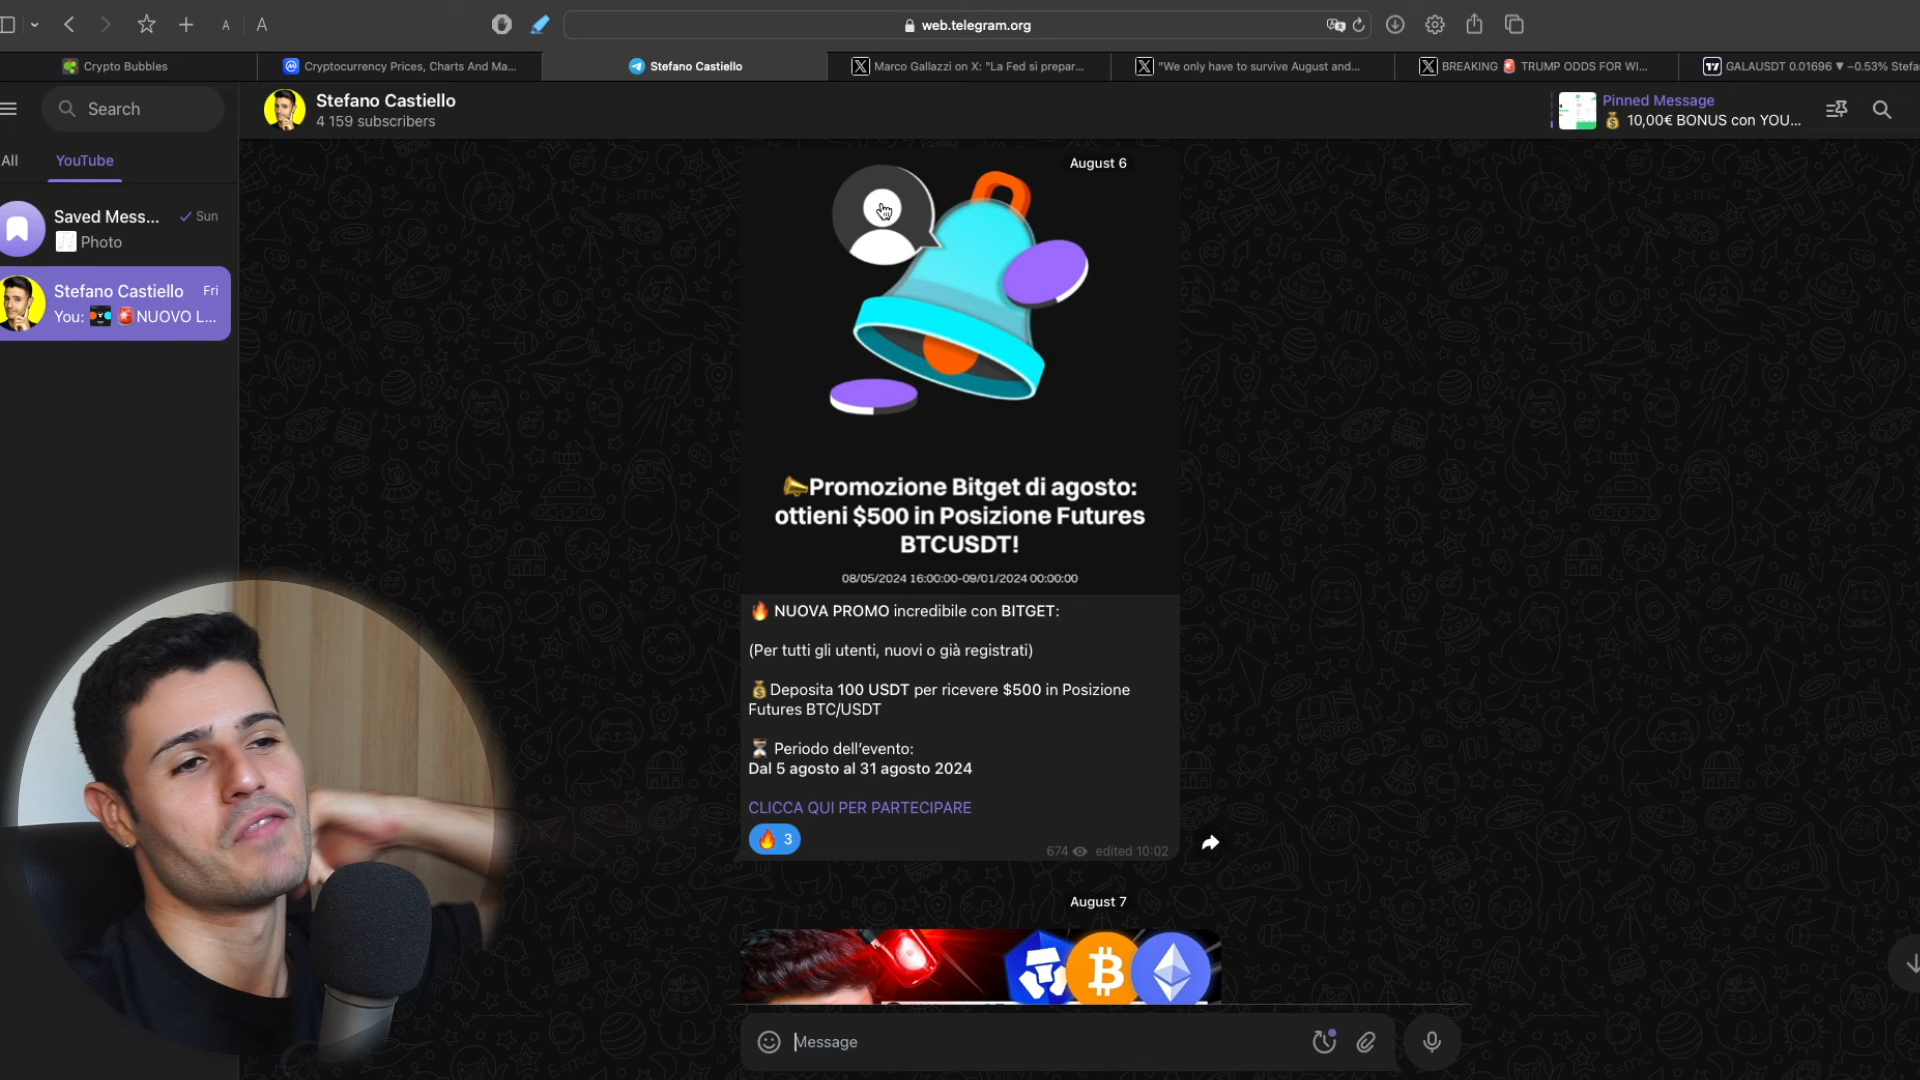 A
A
web.telegram.org
Crypto Bubbles
Cryptocurrency Prices, Charts And Ma...
Stefano Castiello
Marco Gallazzi on X: "La Fed si prepar...
"We only have to survive August and...
BREAKING 🚨 TRUMP ODDS FOR WI...
GALAUSDT 0.01696 ▼ −0.53% Stefa
Search
All
YouTube
Saved Mess...
Sun
Photo
Stefano Castiello
Fri
You: 🚨NUOVO L...
Stefano Castiello
4 159 subscribers
Pinned Message
💰 10,00€ BONUS con YOU...
August 6
📣Promozione Bitget di agosto:
ottieni $500 in Posizione Futures
BTCUSDT!
08/05/2024 16:00:00-09/01/2024 00:00:00
🔥 NUOVA PROMO incredibile con BITGET:
(Per tutti gli utenti, nuovi o già registrati)
💰Deposita 100 USDT per ricevere $500 in Posizione
Futures BTC/USDT
⏳ Periodo dell'evento:
Dal 5 agosto al 31 agosto 2024
CLICCA QUI PER PARTECIPARE
🔥 3
674 edited 10:02
August 7
Message